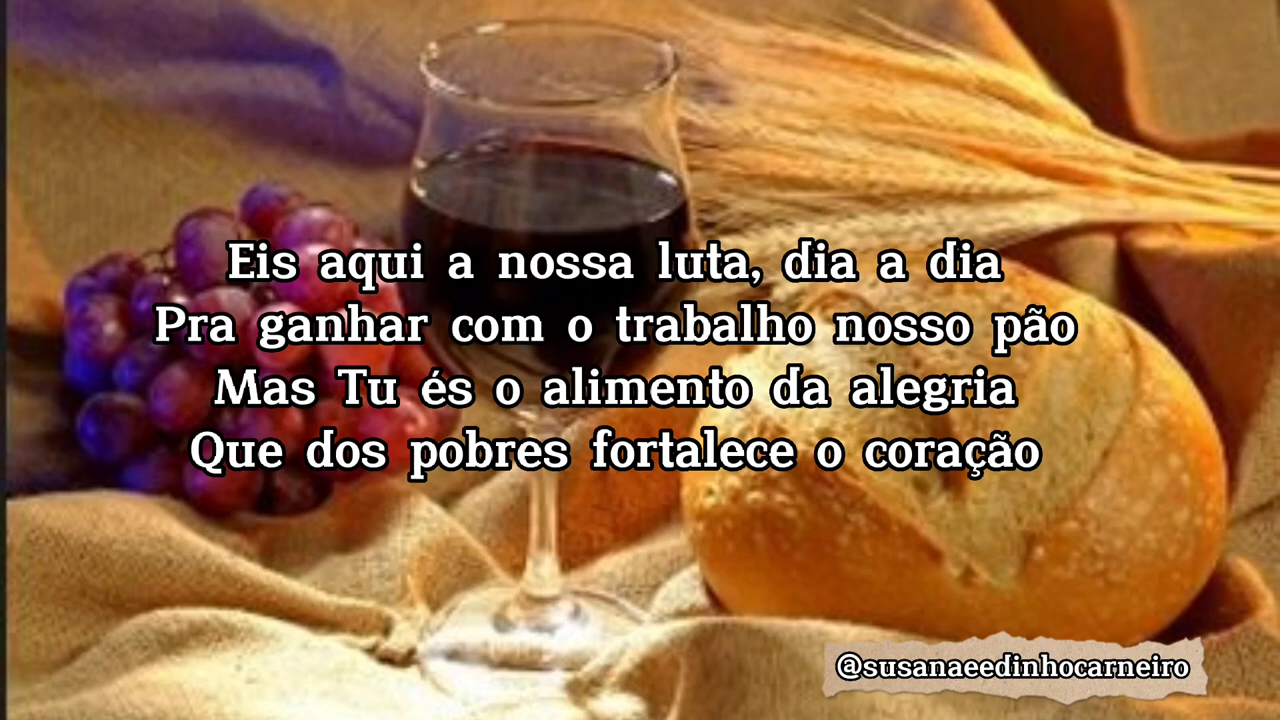 Eis aqui a nossa luta, dia a dia
Pra ganhar com o trabalho nosso pão
Mas Tu és o alimento da alegria
Que dos pobres fortalece o coração
@susanaeedinhocarneiro